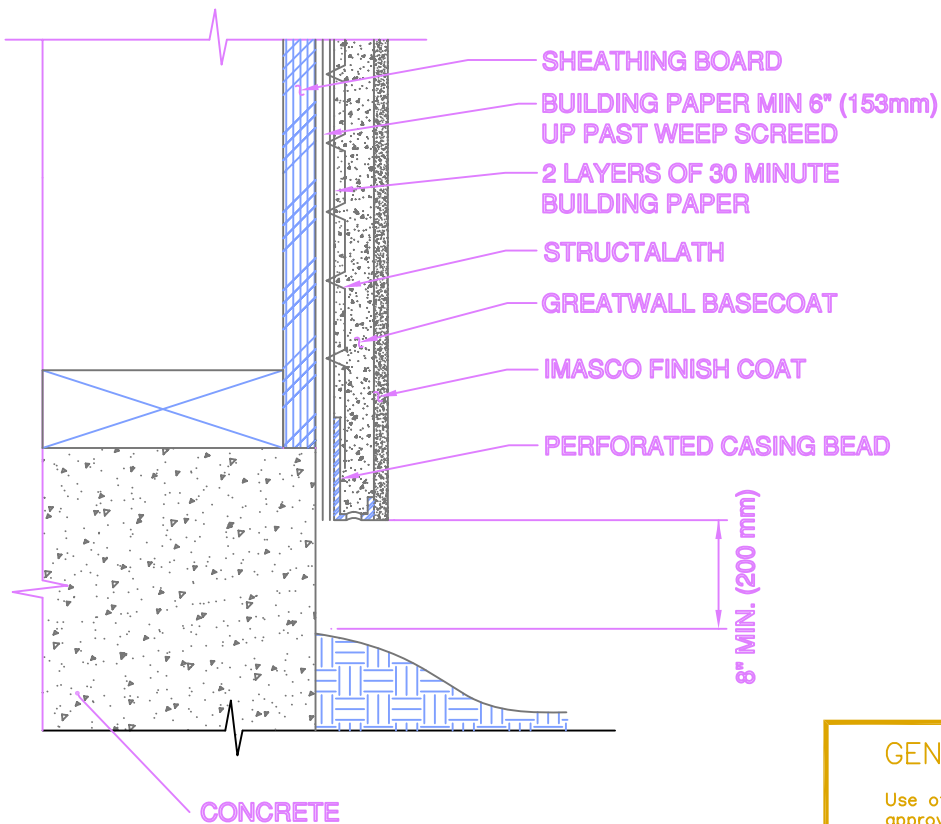 SHEATHING BOARD
BUILDING PAPER MIN 6" (153mm)
UP PAST WEEP SCREED
2 LAYERS OF 30 MINUTE
BUILDING PAPER
STRUCTALATH
GREATWALL BASECOAT
IMASCO FINISH COAT
PERFORATED CASING BEAD
8" MIN. (200 mm)
CONCRETE
GEN
Use of
approv